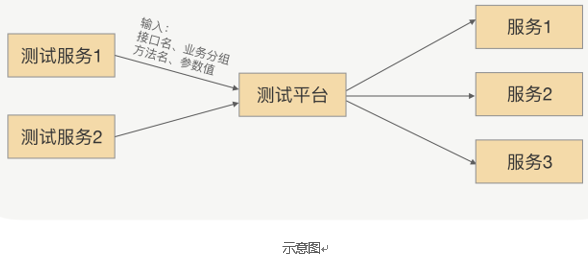 测试服务1
测试服务2
输入：
接口名、业务分组
方法名、参数值
测试平台
服务1
服务2
服务3
示意图